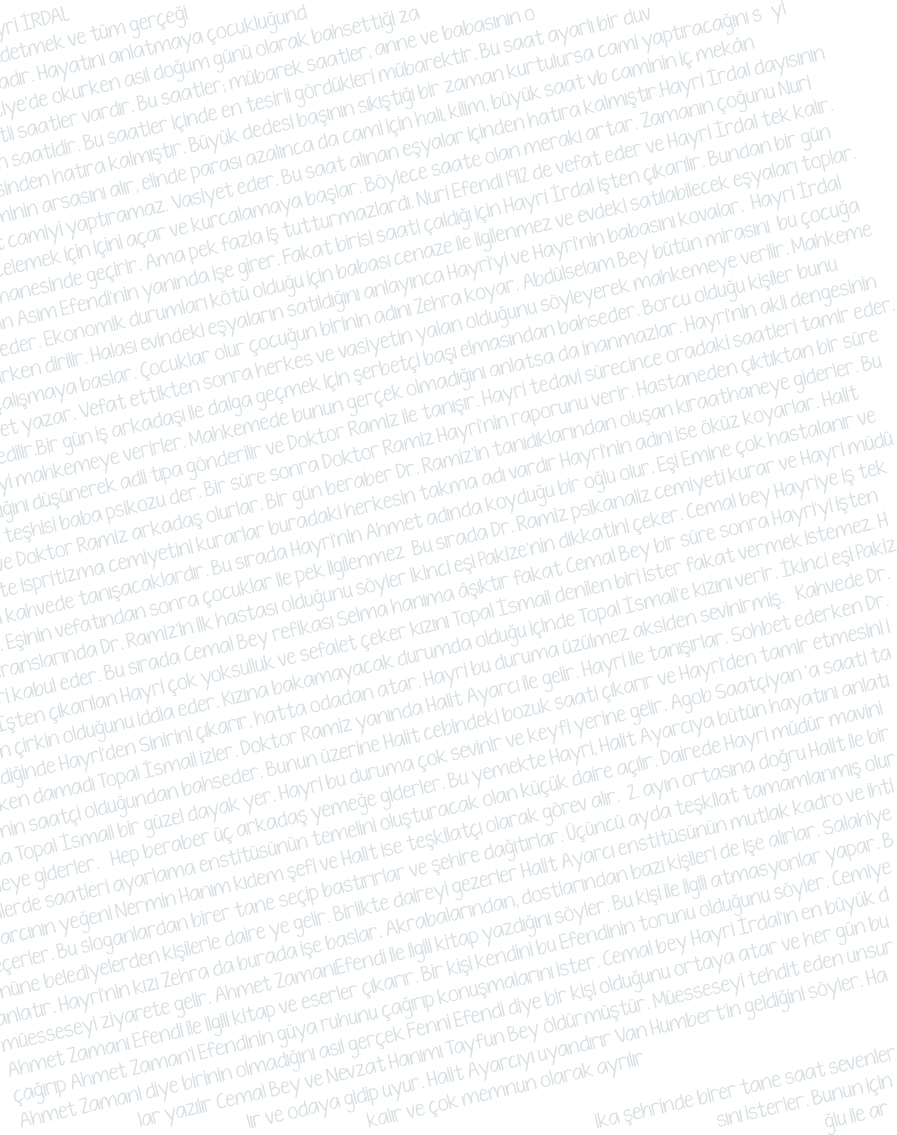 yri İRDAL
detmek ve tüm gerçeği
adır. Hayatını anlatmaya çocukluğund
iye'de okurken asıl doğum günü olarak bahsettiği za
tli saatler vardır. Bu saatler; mübarek saatler, anne ve babasının o
n saatidir. Bu saatler içinde en tesirli gördükleri mübarektir. Bu saat ayarlı bir duv
sinden hatıra kalmıştır. Büyük dedesi başının sıkıştığı bir zaman kurtulursa cami yaptıracağını s yl
minin arsasını alır, elinde parası azalınca da cami için halı, kilim, büyük saat vb caminin iç mekân
t camiyi yaptıramaz. Vasiyet eder. Bu saat alınan eşyalar içinden hatıra kalmıştır.Hayri İrdal dayısının
celemek için içini açar ve kurcalamaya başlar. Böylece saate olan merakı artar. Zamanın çoğunu Nuri
hanesinde geçirir. Ama pek fazla iş tutturmazlardı. Nuri Efendi 1912 de vefat eder ve Hayri İrdal tek kalır.
n Asım Efendi'nin yanında işe girer. Fakat birisi saati çaldığı için Hayri İrdal işten çıkarılır. Bundan bir gün
eder. Ekonomik durumları kötü olduğu için babası cenaze ile ilgilenmez ve evdeki satılabilecek eşyaları toplar.
rken dirilir. Halası evindeki eşyaların satıldığını anlayınca Hayri'yi ve Hayri'nin babasını kovalar. Hayri İrdal
çalışmaya baslar. Çocuklar olur çocuğun birinin adını Zehra koyar. Abdülselam Bey bütün mirasını bu çocuğa
et yazar. Vefat ettikten sonra herkes ve vasiyetin yalan olduğunu söyleyerek mahkemeye verilir. Mahkeme
edilir. Bir gün iş arkadaşı ile dalga geçmek için şerbetçi başı elmasından bahseder. Borcu olduğu kişiler bunu
yi mahkemeye verirler. Mahkemede bunun gerçek olmadığını anlatsa da inanmazlar. Hayri'nin akli dengesinin
ığını düşünerek adli tıpa gönderilir ve Doktor Ramiz ile tanışır. Hayri tedavi sürecince oradaki saatleri tamir eder.
 teşhisi baba psikozu der. Bir süre sonra Doktor Ramiz Hayri'nin raporunu verir. Hastaneden çıktıktan bir süre
ve Doktor Ramiz arkadaş olurlar. Bir gün beraber Dr. Ramiz'in tanıdıklarından oluşan kıraathaneye giderler. Bu
te ispritizma cemiyetini kurarlar buradaki herkesin takma adı vardır Hayri'nin adını ise öküz koyarlar. Halit
ı kahvede tanışacaklardır. Bu sırada Hayri'nin Ahmet adında koyduğu bir oğlu olur. Eşi Emine çok hastalanır ve
. Eşinin vefatından sonra çocuklar ile pek ilgilenmez Bu sırada Dr. Ramiz psikanaliz cemiyeti kurar ve Hayri müdü
eranslarında Dr. Ramiz'in ilk hastası olduğunu söyler ikinci eşi Pakize'nin dikkatini çeker. Cemal bey Hayriye iş tek
ri kabul eder. Bu sırada Cemal Bey refikası Selma hanıma âşıktır fakat Cemal Bey bir süre sonra Hayri'yi işten
İşten çıkarılan Hayri çok yoksulluk ve sefalet çeker kızını Topal İsmail denilen biri ister fakat vermek istemez. H
n çirkin olduğunu iddia eder. Kızına bakamayacak durumda olduğu içinde Topal İsmail'e kızını verir. İkinci eşi Pakiz
diğinde Hayri'den Sinirini çıkarır, hatta odadan atar. Hayri bu duruma üzülmez aksiden sevinirmiş. Kahvede Dr.
ken damadı Topal İsmail izler. Doktor Ramiz yanında Halit Ayarcı ile gelir. Hayri ile tanışırlar. Sohbet ederken Dr.
nin saatçi olduğundan bahseder. Bunun üzerine Halit cebindeki bozuk saati çıkarır ve Hayri'den tamir etmesini i
la Topal İsmail bir güzel dayak yer. Hayri bu duruma çok sevinir ve keyfi yerine gelir. Agob Saatçiyan 'a saati ta
eye giderler. Hep beraber üç arkadaş yemeğe giderler. Bu yemekte Hayri, Halit Ayarcıya bütün hayatını anlatı
lerde saatleri ayarlama enstitüsünün temelini oluşturacak olan küçük daire açılır. Dairede Hayri müdür mavini
arcının yeğeni Nermin Hanım kıdem şefi ve Halit ise teşkilatçı olarak görev alır. 2. ayın ortasına doğru Halit ile bir
eçerler. Bu sloganlardan birer tane seçip bastırırlar ve şehire dağıtırlar. Üçüncü ayda teşkilat tamamlanmış olur
nüne belediyelerden kişilerle daire ye gelir. Birlikte daireyi gezerler Halit Ayarcı enstitüsünün mutlak kadro ve ihti
anlatır. Hayri'nin kızı Zehra da burada işe baslar. Akrabalarından, dostlarından bazı kişileri de işe alırlar. Salahiye
müesseseyi ziyarete gelir. Ahmet ZamaniEfendi ile ilgili kitap yazdığını söyler. Bu kişi ile ilgili atmasyonlar yapar. B
Ahmet Zamani Efendi ile ilgili kitap ve eserler çıkarır. Bir kişi kendini bu Efendinin torunu olduğunu söyler. Cemiye
çağırıp Ahmet Zaman'i Efendinin güya ruhunu çağırıp konuşmalarını ister. Cemal bey Hayri İrdal'in en büyük d
Ahmet Zamani diye birinin olmadığını asıl gerçek Fenni Efendi diye bir kişi olduğunu ortaya atar ve her gün bu
lar yazılır Cemal Bey ve Nevzat Hanımı Tayfun Bey öldürmüştür. Müesseseyi tehdit eden unsur
lir ve odaya gidip uyur. Halit Ayarcıyı uyandırır Van Humbert'in geldiğini söyler. Ha
kalır ve çok memnun olarak ayrılır
lka şehrinde birer tane saat sevenler
sini isterler. Bunun için
ğlu ile ar